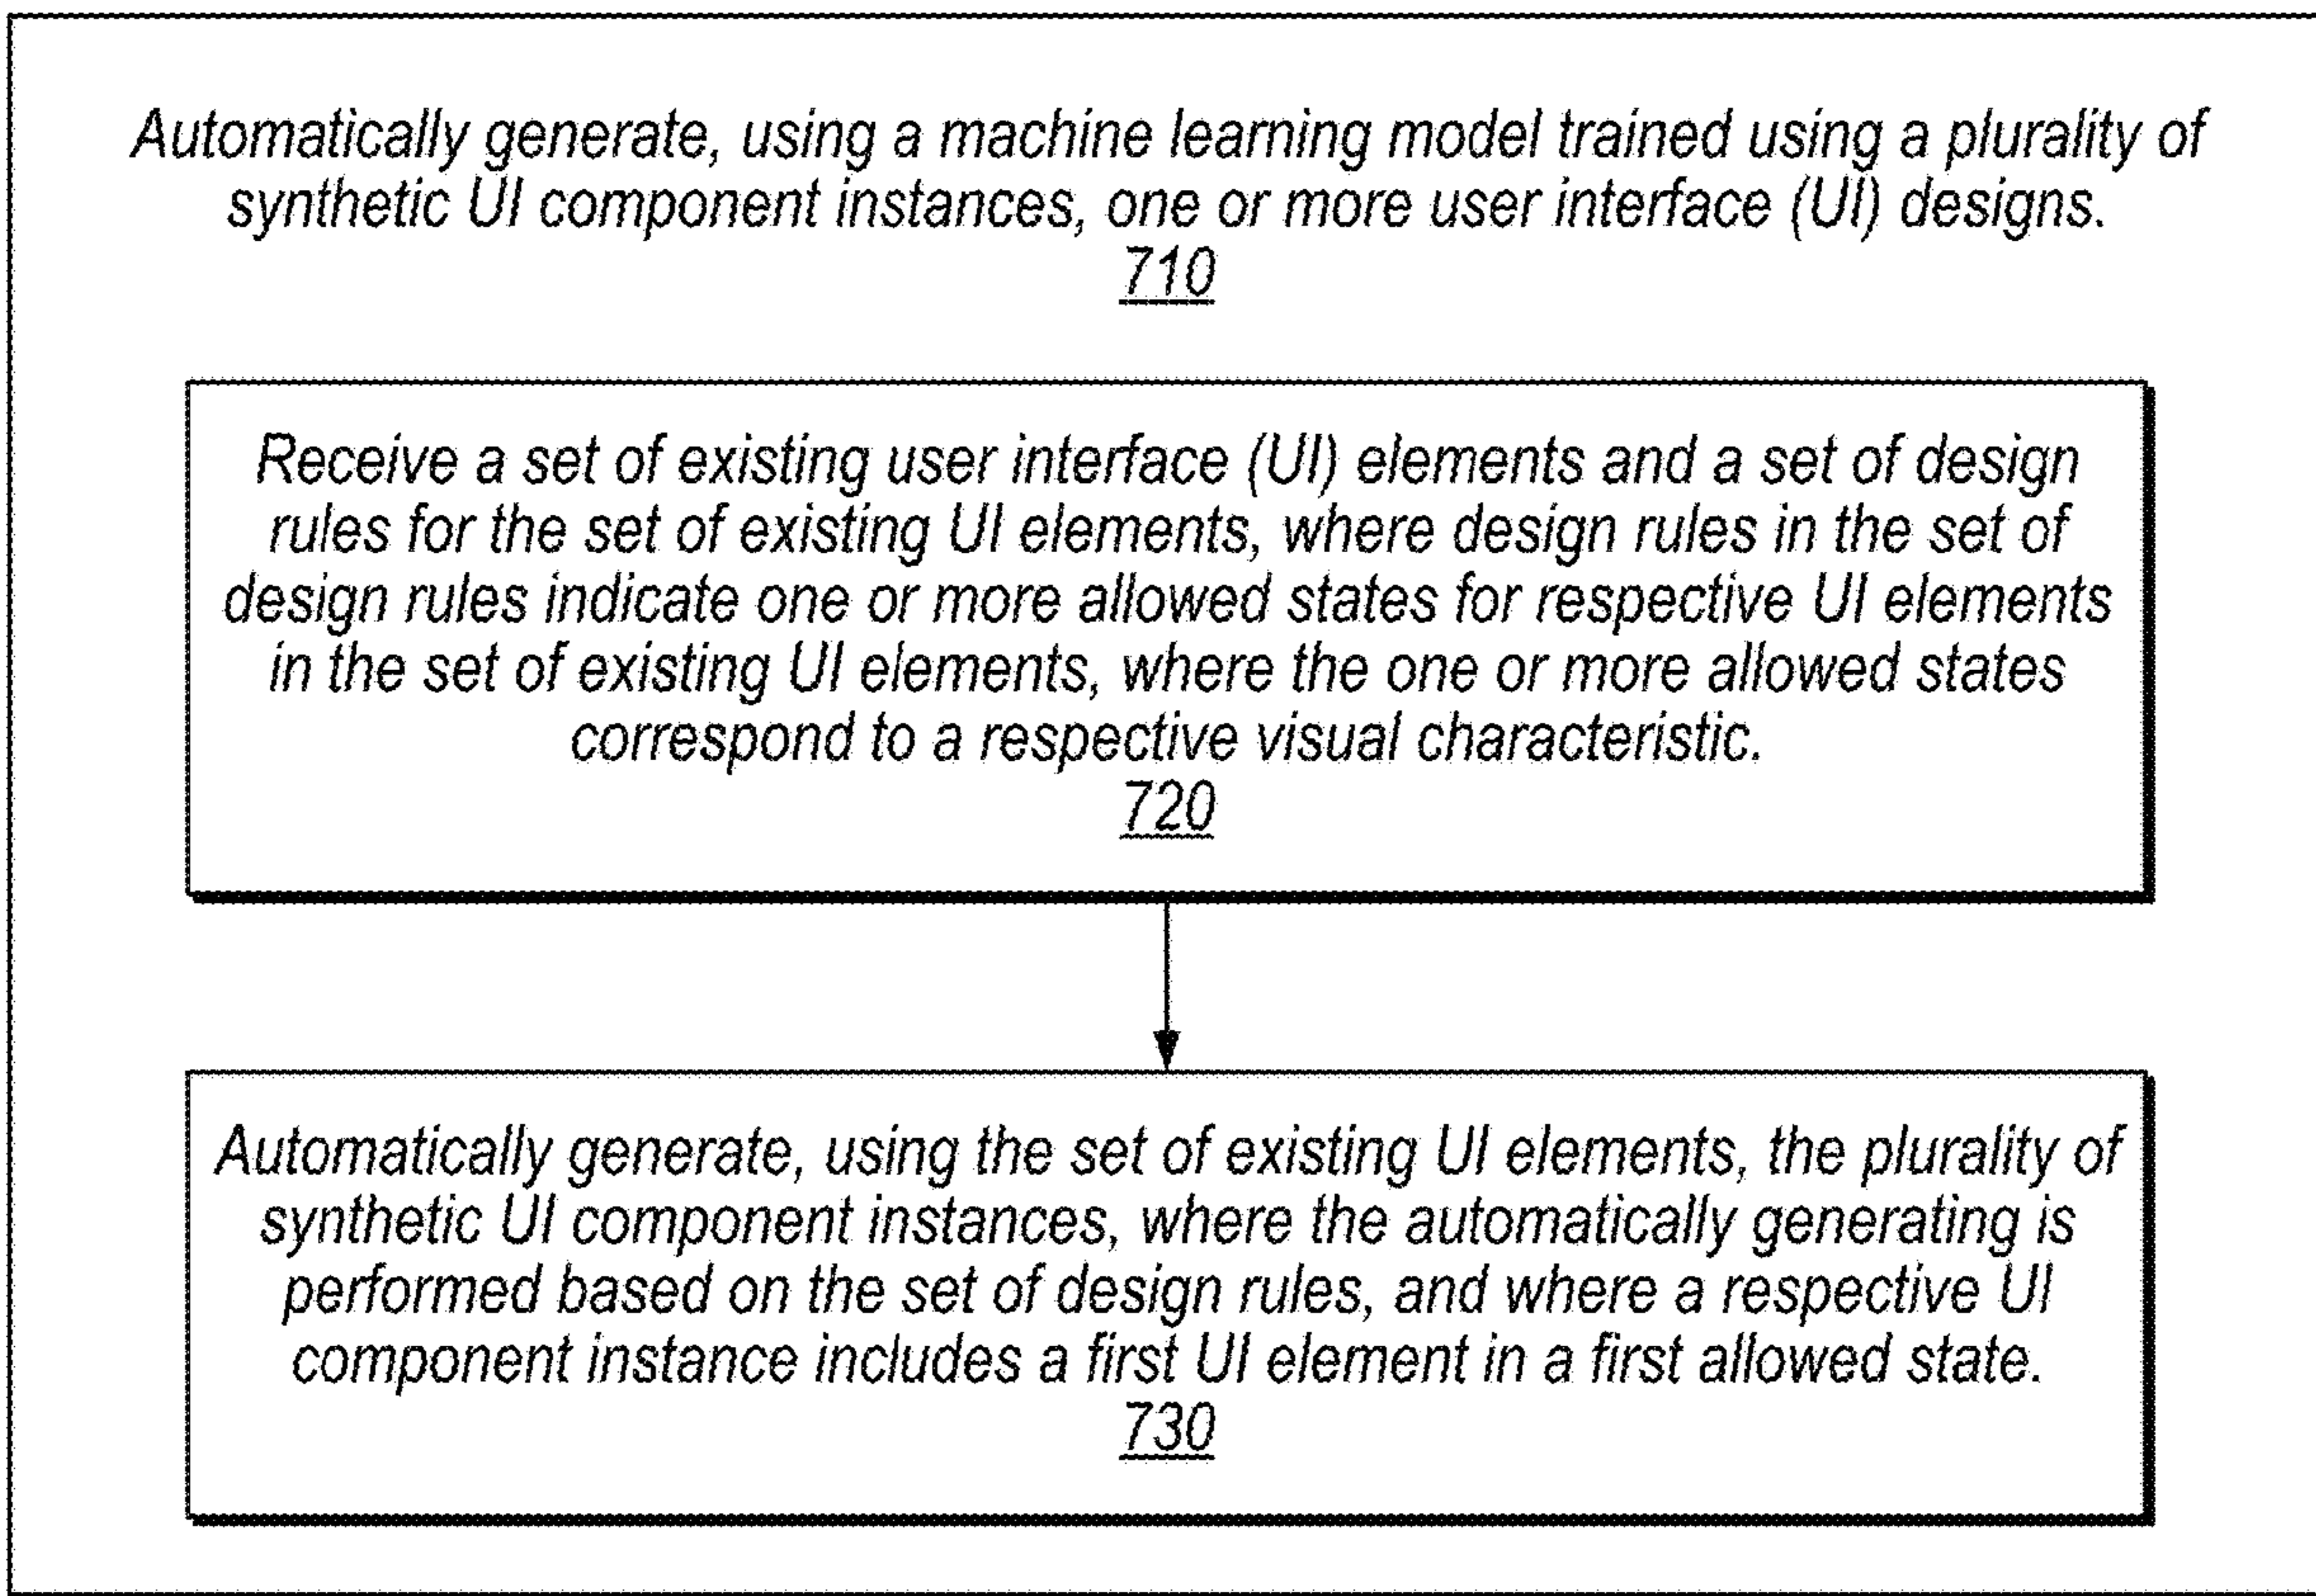 Automatically generate, using a machine learning model trained using a plurality of
synthetic UI component instances, one or more user interface (UI) designs.
710
Receive a set of existing user interface (UI) elements and a set of design
rules for the set of existing UI elements, where design rules in the set of
design rules indicate one or more allowed states for respective UI elements
in the set of existing UI elements, where the one or more allowed states
correspond to a respective visual characteristic.
720
Automatically generate, using the set of existing UI elements, the plurality of
synthetic UI component instances, where the automatically generating is
performed based on the set of design rules, and where a respective UI
component instance includes a first UI element in a first allowed state.
730